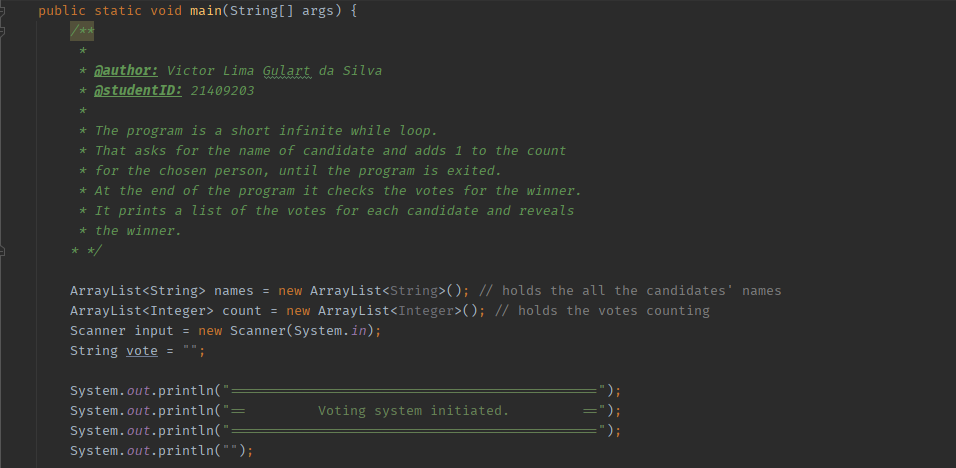 public static void main(String[] args) {
/**
*
* @author: Victor Lima Gulart da Silva
* @studentID: 21409203
*
* The program is a short infinite while loop.
* That asks for the name of candidate and adds 1 to the count
* for the chosen person, until the program is exited.
* At the end of the program it checks the votes for the winner.
* It prints a list of the votes for each candidate and reveals
* the winner.
* */
ArrayList<String> names = new ArrayList<String>(); // holds the all the candidates' names
ArrayList<Integer> count = new ArrayList<Integer>(); // holds the votes counting
Scanner input = new Scanner(System.in);
String vote = "";
System.out.println("==============================================");
System.out.println("==         Voting system initiated.         ==");
System.out.println("==============================================");
System.out.println("");